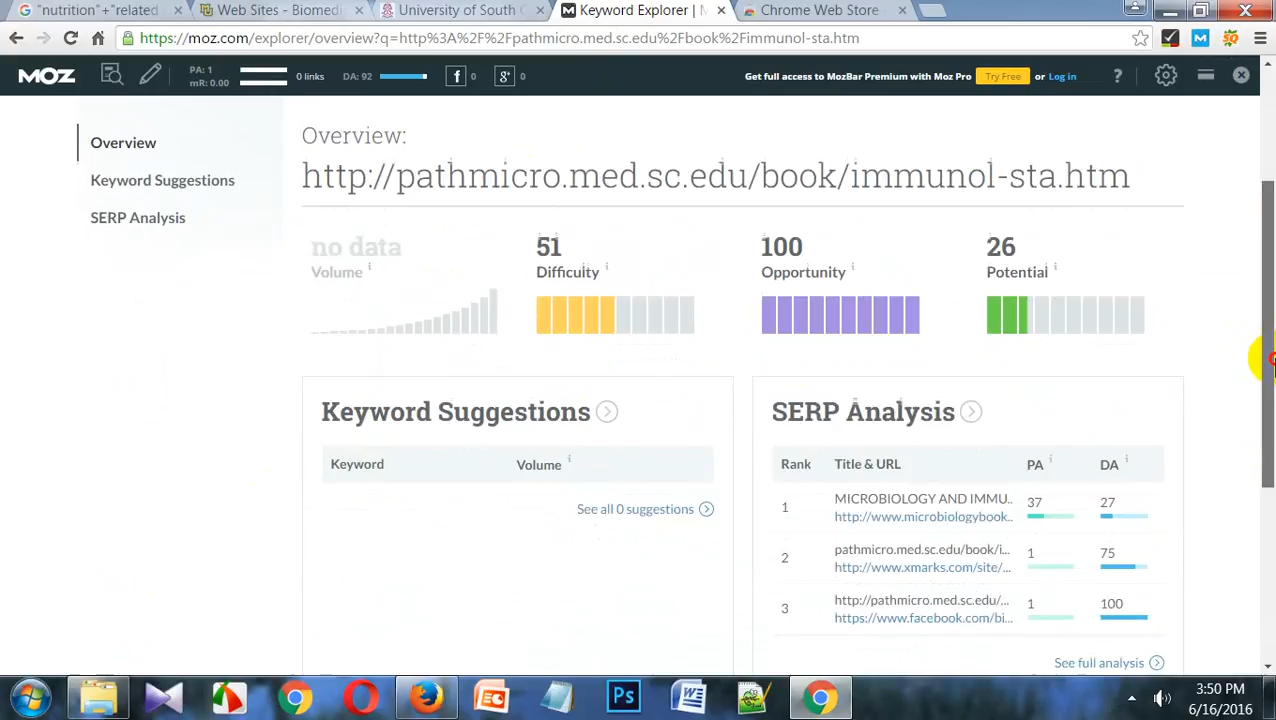 "nutrition"+"related
Web Sites - Biomedi
University of South C
Keyword Explorer | M
Chrome Web Store
https://moz.com/explorer/overview?q=http%3A%2F%2Fpathmicro.med.sc.edu%2Fbook%2Fimmunol-sta.htm
MOZ
PA: 1
mR: 0.00
0 links
DA: 92
0
0
Get full access to MozBar Premium with Moz Pro
Try Free
or Log in
?
Overview
Keyword Suggestions
SERP Analysis
Overview:
http://pathmicro.med.sc.edu/book/immunol-sta.htm
no data
Volume
51
Difficulty
100
Opportunity
26
Potential
Keyword Suggestions
Keyword Volume
See all 0 suggestions
SERP Analysis
Rank Title & URL PA DA
1 MICROBIOLOGY AND IMMU.. 37 27
http://www.microbiologybook...
2 pathmicro.med.sc.edu/book/i... 1 75
http://www.xmarks.com/site/...
3 http://pathmicro.med.sc.edu/... 1 100
https://www.facebook.com/bi...
See full analysis
3:50 PM
6/16/2016